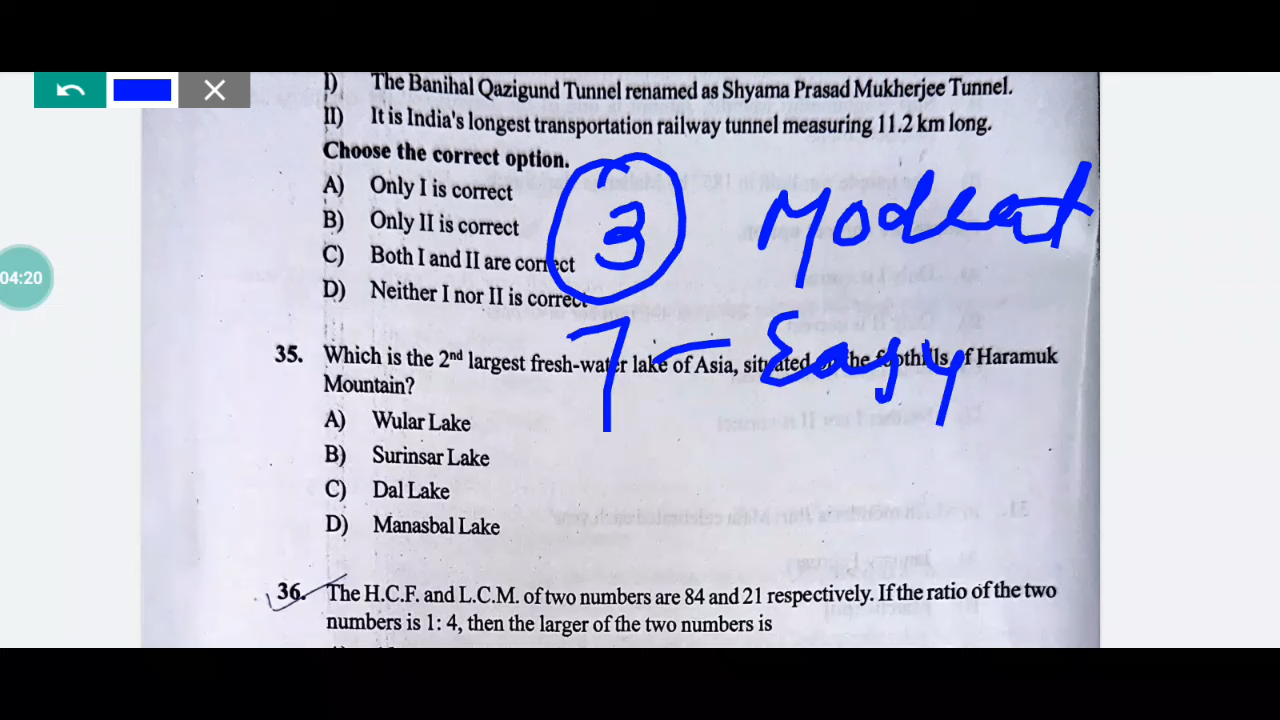 I) The Banihal Qazigund Tunnel renamed as Shyama Prasad Mukherjee Tunnel.
II) It is India's longest transportation railway tunnel measuring 11.2 km long.
Choose the correct option.
A) Only I is correct
B) Only II is correct
C) Both I and II are correct
D) Neither I nor II is correct
3 Moderat
7 - Easy
04:20
35. Which is the 2nd largest fresh-water lake of Asia, situated on the foothills of Haramuk
Mountain?
A) Wular Lake
B) Surinsar Lake
C) Dal Lake
D) Manasbal Lake
36. The H.C.F. and L.C.M. of two numbers are 84 and 21 respectively. If the ratio of the two
numbers is 1: 4, then the larger of the two numbers is